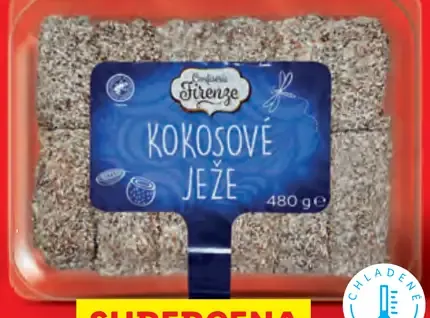 Confiserie
Firenze
KOKOSOVÉ
JEŽE
480 g ℮
SUPERCENA
CHLADENÉ